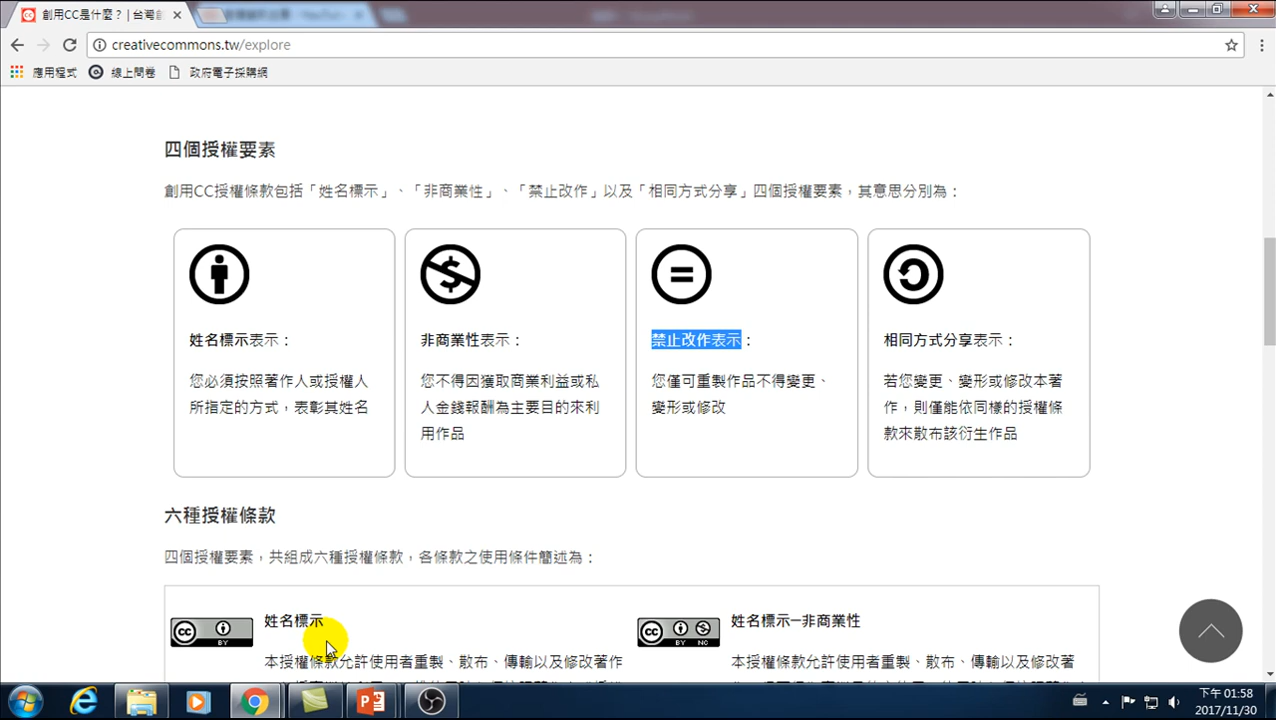 創用CC是什麼？ | 台灣創
creativecommons.tw/explore
應用程式 線上問卷 政府電子採購網
四個授權要素
創用CC授權條款包括「姓名標示」、「非商業性」、「禁止改作」以及「相同方式分享」四個授權要素，其意思分別為：
姓名標示表示：
您必須按照著作人或授權人
所指定的方式，表彰其姓名
非商業性表示：
您不得因獲取商業利益或私
人金錢報酬為主要目的來利
用作品
禁止改作表示：
您僅可重製作品不得變更、
變形或修改
相同方式分享表示：
若您變更、變形或修改本著
作，則僅能依同樣的授權條
款來散布該衍生作品
六種授權條款
四個授權要素，共組成六種授權條款，各條款之使用條件簡述為：
cc BY
姓名標示
本授權條款允許使用者重製、散布、傳輸以及修改著作
cc BY NC
姓名標示─非商業性
本授權條款允許使用者重製、散布、傳輸以及修改著
下午 01:58
2017/11/30